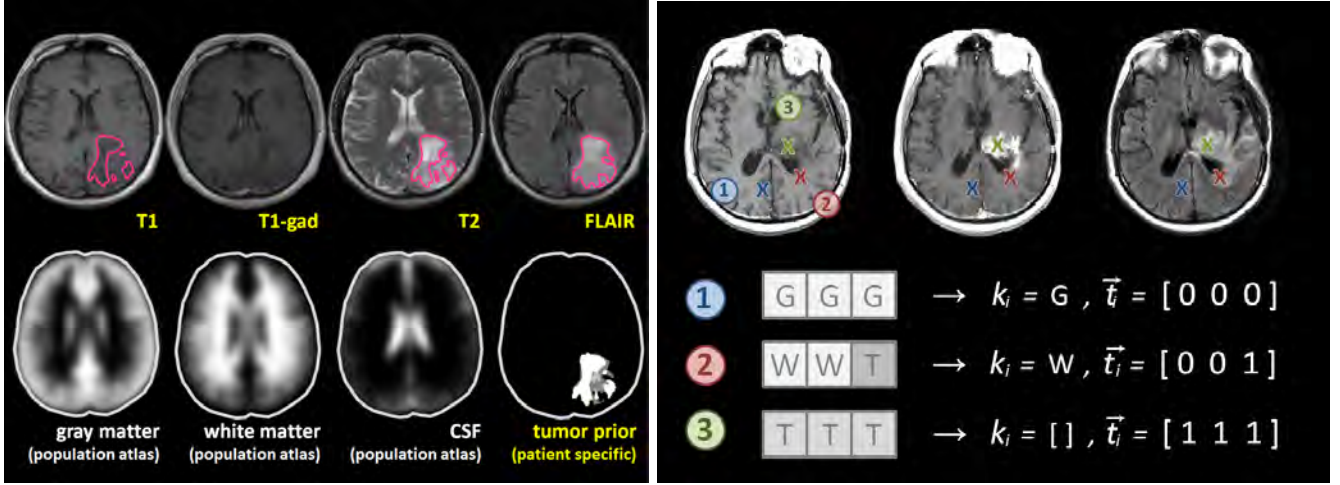 T1 T1-gad T2 FLAIR
gray matter white matter CSF tumor prior
(population atlas) (population atlas) (population atlas) (patient specific)
3
X X X
X X X X X X
1
2
1 G G G → kᵢ = G , t⃗ᵢ = [ 0 0 0 ]
2 W W T → kᵢ = W , t⃗ᵢ = [ 0 0 1 ]
3 T T T → kᵢ = [ ] , t⃗ᵢ = [ 1 1 1 ]